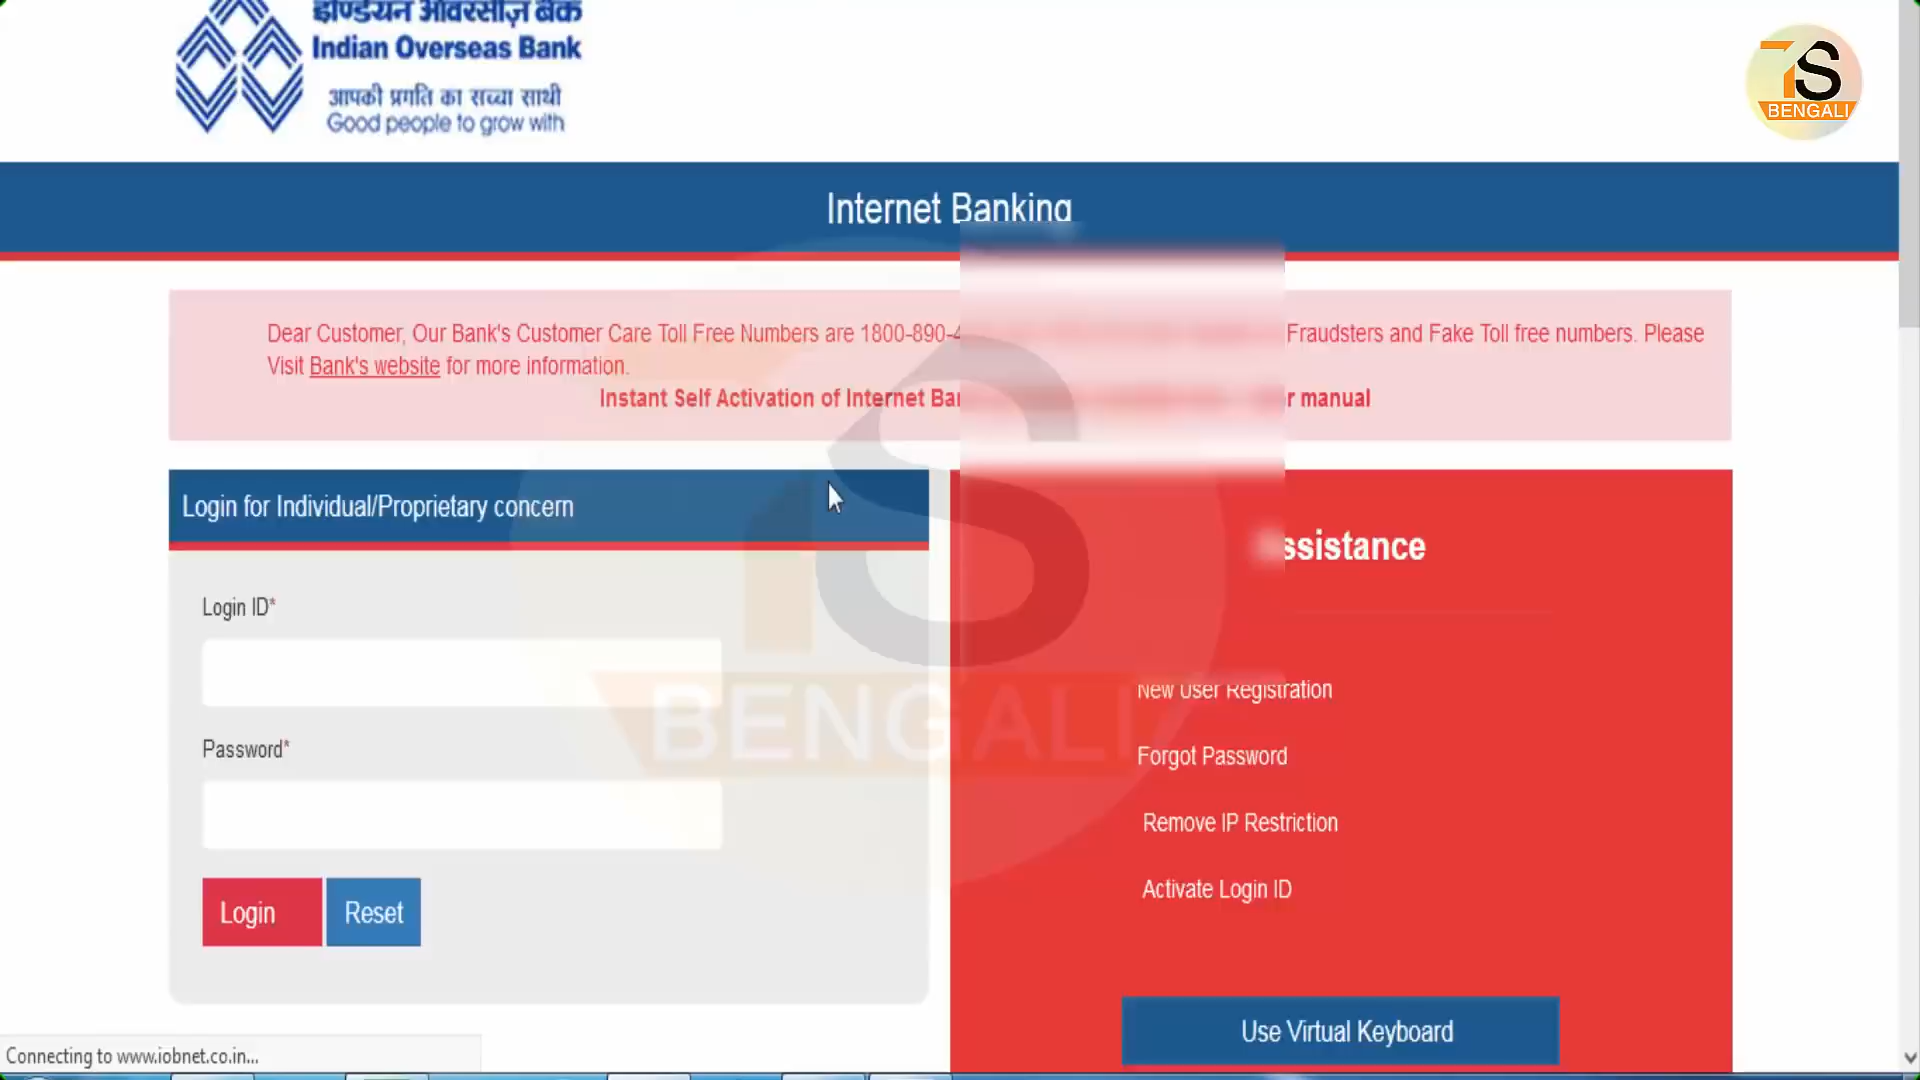 इण्डियन ओवरसीज़ बैंक
Indian Overseas Bank
आपकी प्रगति का सच्चा साथी
Good people to grow with
7S
BENGALI
Internet Banking
Dear Customer, Our Bank's Customer Care Toll Free Numbers are 1800-890- Fraudsters and Fake Toll free numbers. Please
Visit Bank's website for more information.
Instant Self Activation of Internet manual
Login for Individual/Proprietary concern
Assistance
Login ID*
New User Registration
S
BENGALI
Password*
Forgot Password
Remove IP Restriction
Activate Login ID
Login
Reset
Use Virtual Keyboard
Connecting to www.iobnet.co.in...